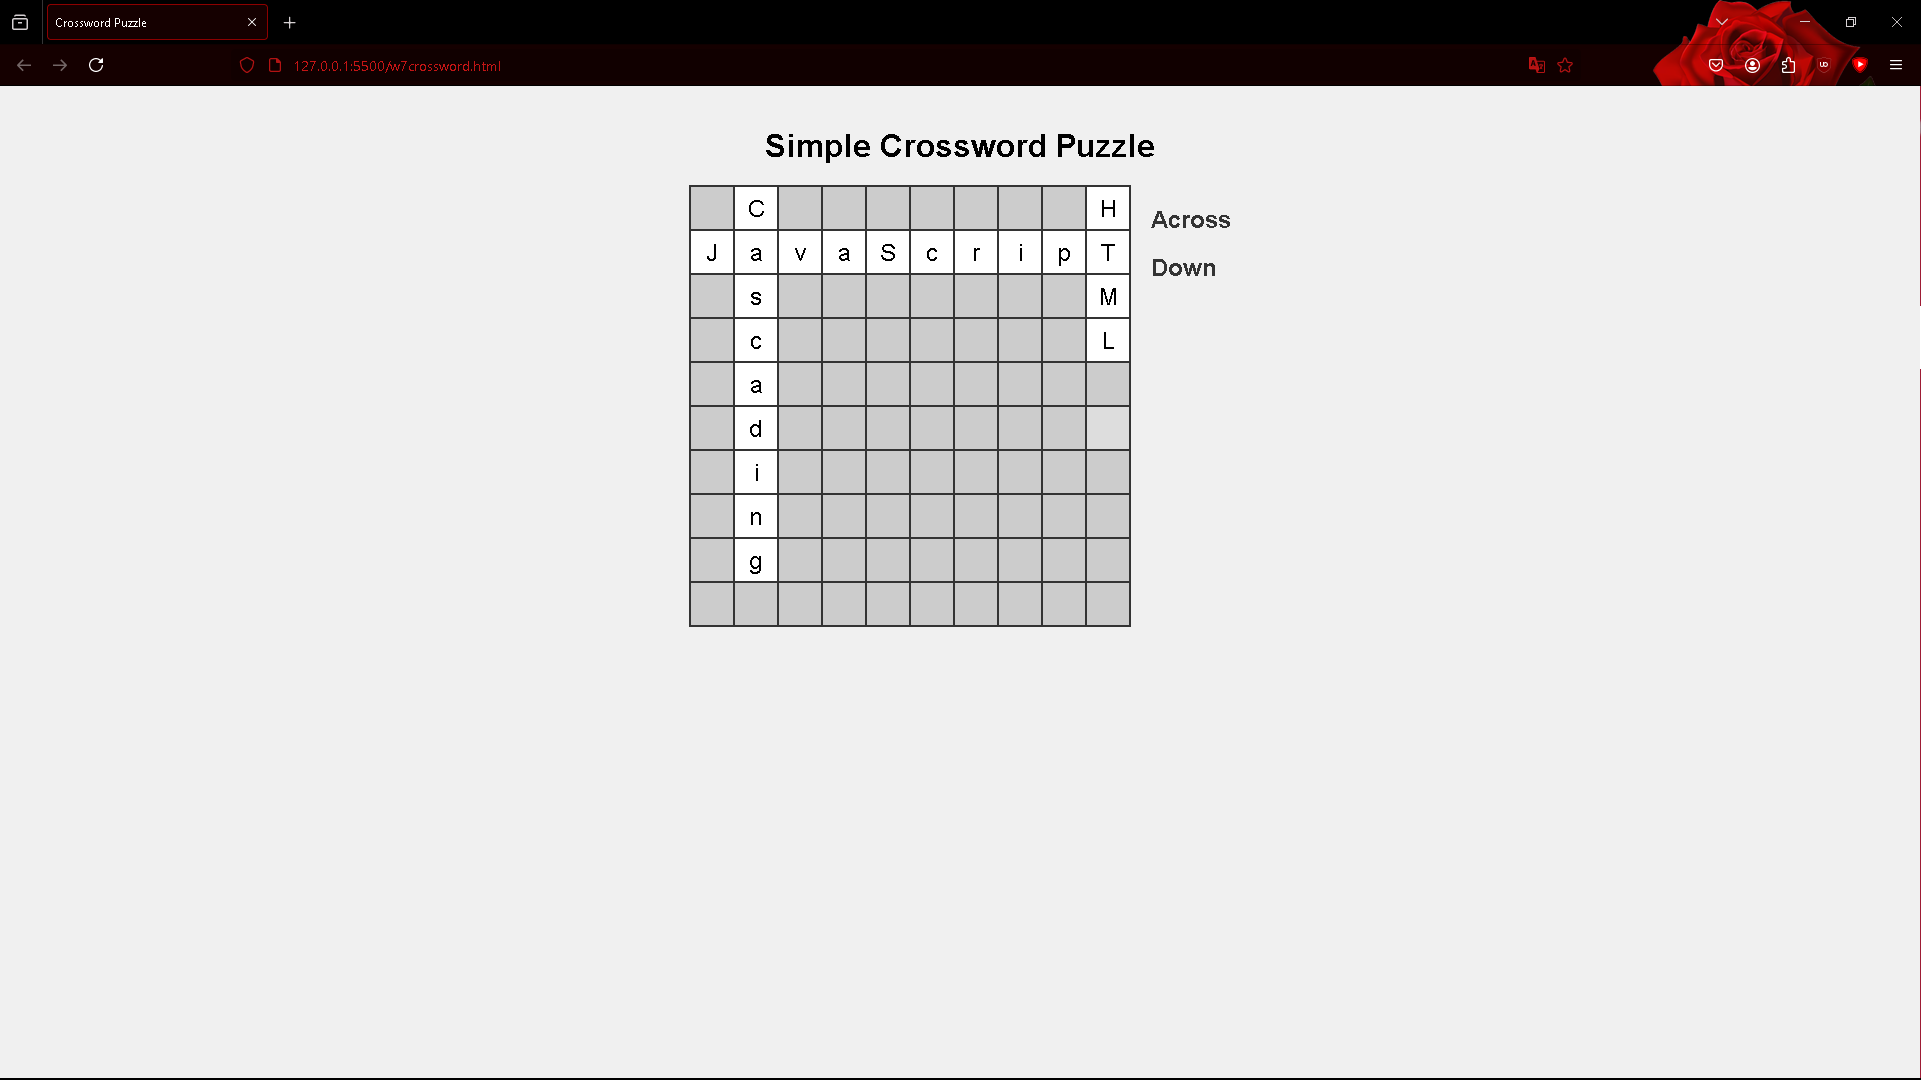 Crossword Puzzle
127.0.0.1:5500/w7crossword.html
Simple Crossword Puzzle
C H
J a v a S c r i p T
s M
c L
a
d
i
n
g
Across
Down